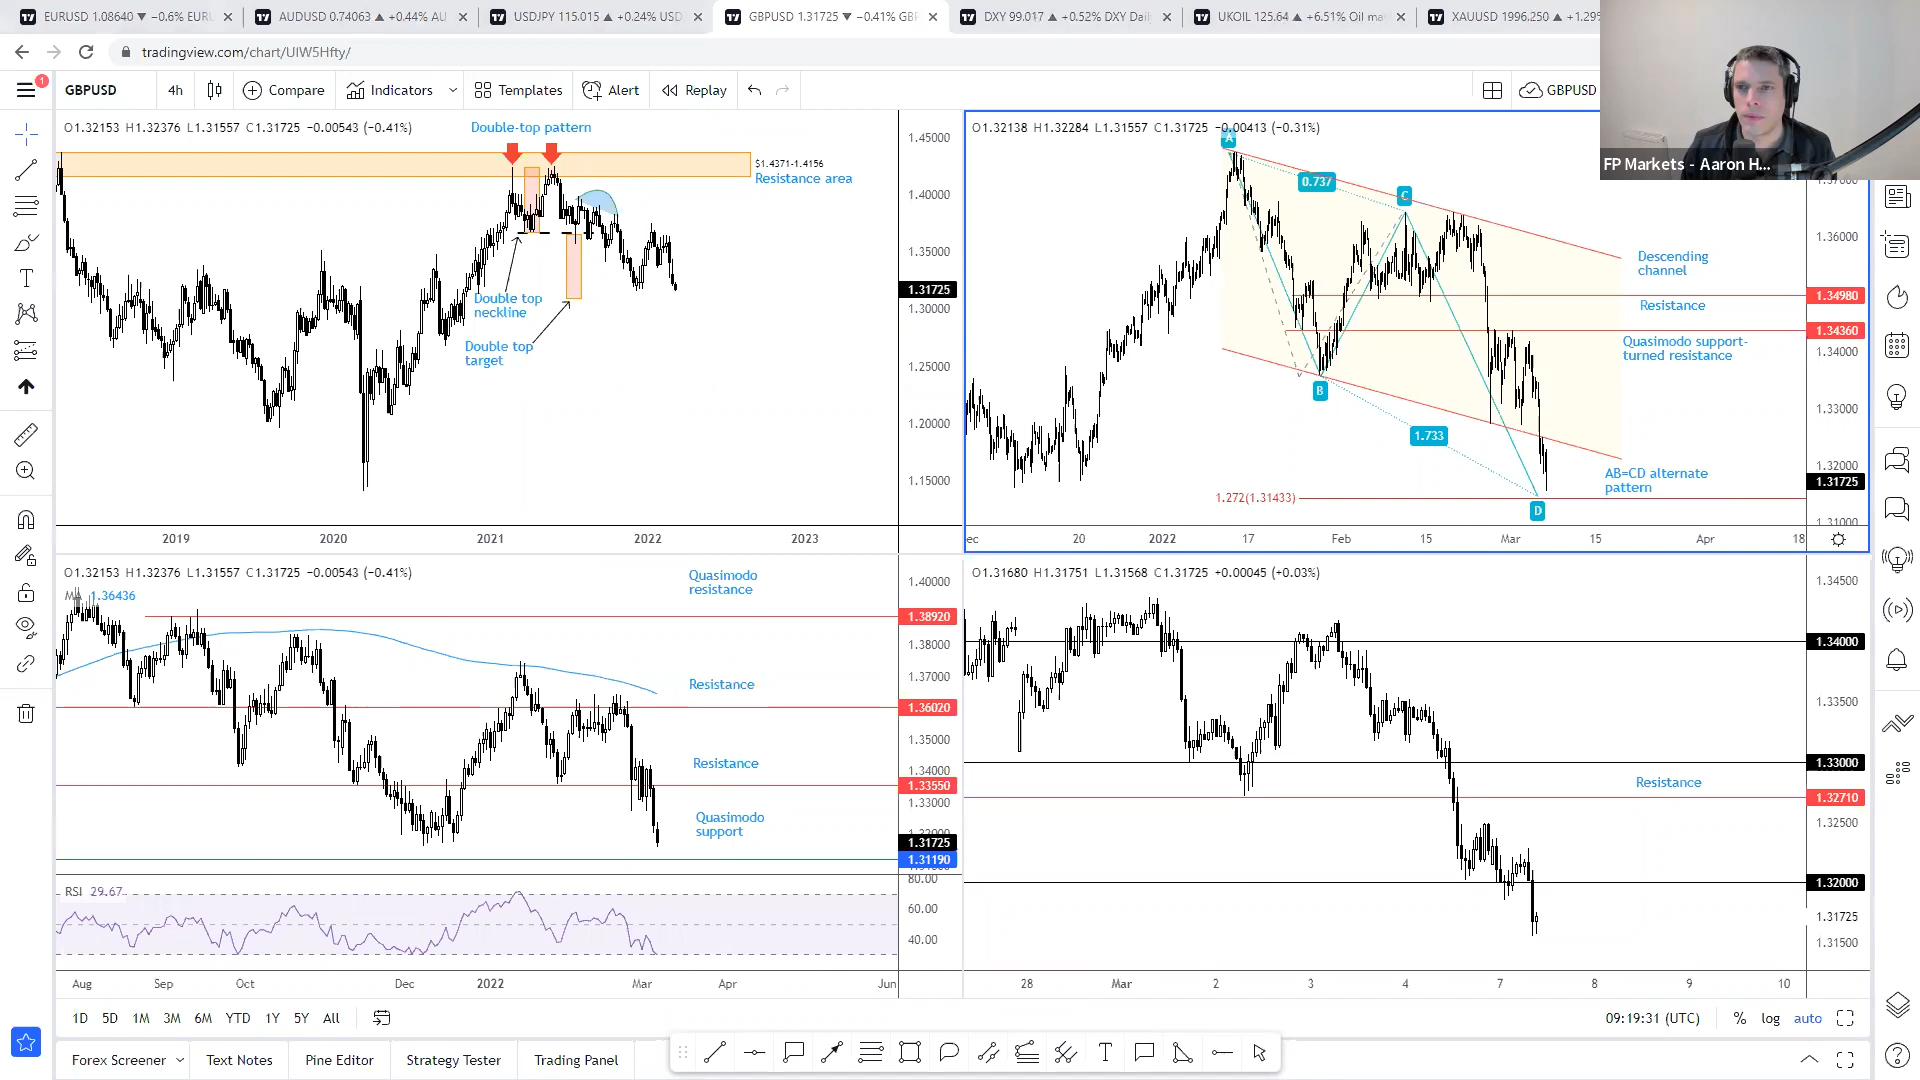 EURUSD 1.08640 ▼ −0.6% EUR
AUDUSD 0.74063 ▲ +0.44% AU
USDJPY 115.015 ▲ +0.24% USD
GBPUSD 1.31725 ▼ −0.41% GBP
DXY 99.017 ▲ +0.52% DXY Dail
UKOIL 125.64 ▲ +6.51% Oil ma
XAUUSD 1996.250 ▲ +1.29%
tradingview.com/chart/UIW5Hfty/
1
GBPUSD
4h
Compare
Indicators
Templates
Alert
Replay
GBPUSD
FP Markets - Aaron H...
O1.32153 H1.32376 L1.31557 C1.31725 −0.00543 (−0.41%)
Double-top pattern
$1.4371-1.4156
Resistance area
Double top
neckline
Double top
target
1.45000
1.40000
1.35000
1.31725
1.30000
1.25000
1.20000
1.15000
2019
2020
2021
2022
2023
O1.32138 H1.32284 L1.31557 C1.31725 −0.00413 (−0.31%)
A
0.737
C
Descending
channel
Resistance
Quasimodo support-
turned resistance
B
1.733
AB=CD alternate
pattern
1.272(1.31433)
D
1.37000
1.36000
1.34980
1.34360
1.34000
1.33000
1.32000
1.31725
1.31000
ec
20
2022
17
Feb
15
Mar
15
Apr
18
O1.32153 H1.32376 L1.31557 C1.31725 −0.00543 (−0.41%)
MA 1.36436
Quasimodo
resistance
Resistance
Resistance
Quasimodo
support
1.40000
1.38920
1.38000
1.37000
1.36020
1.35000
1.34000
1.33550
1.33000
1.32000
1.31725
1.31190
RSI 29.67
80.00
60.00
40.00
Aug
Sep
Oct
Dec
2022
Mar
Apr
Jun
O1.31680 H1.31751 L1.31568 C1.31725 +0.00045 (+0.03%)
Resistance
1.34500
1.34000
1.33500
1.33000
1.32710
1.32500
1.32000
1.31725
1.31500
28
Mar
2
3
4
7
8
9
10
1D
5D
1M
3M
6M
YTD
1Y
5Y
All
09:19:31 (UTC)
%
log
auto
Forex Screener
Text Notes
Pine Editor
Strategy Tester
Trading Panel